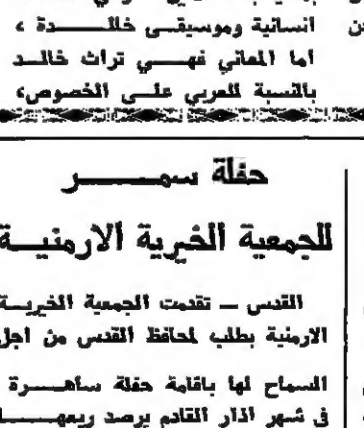 انسانية وموسيقى خالدة ،
أما المعاني فهي تراث خالد
بالنسبة للعربي على الخصوص،
حفلة سمر
للجمعية الخيرية الارمنية
القدس — تقدمت الجمعية الخيرية
الارمنية بطلب لمحافظ القدس من اجل
السماح لها باقامة حفلة ساهرة
في شهر اذار القادم يرصد ريعها